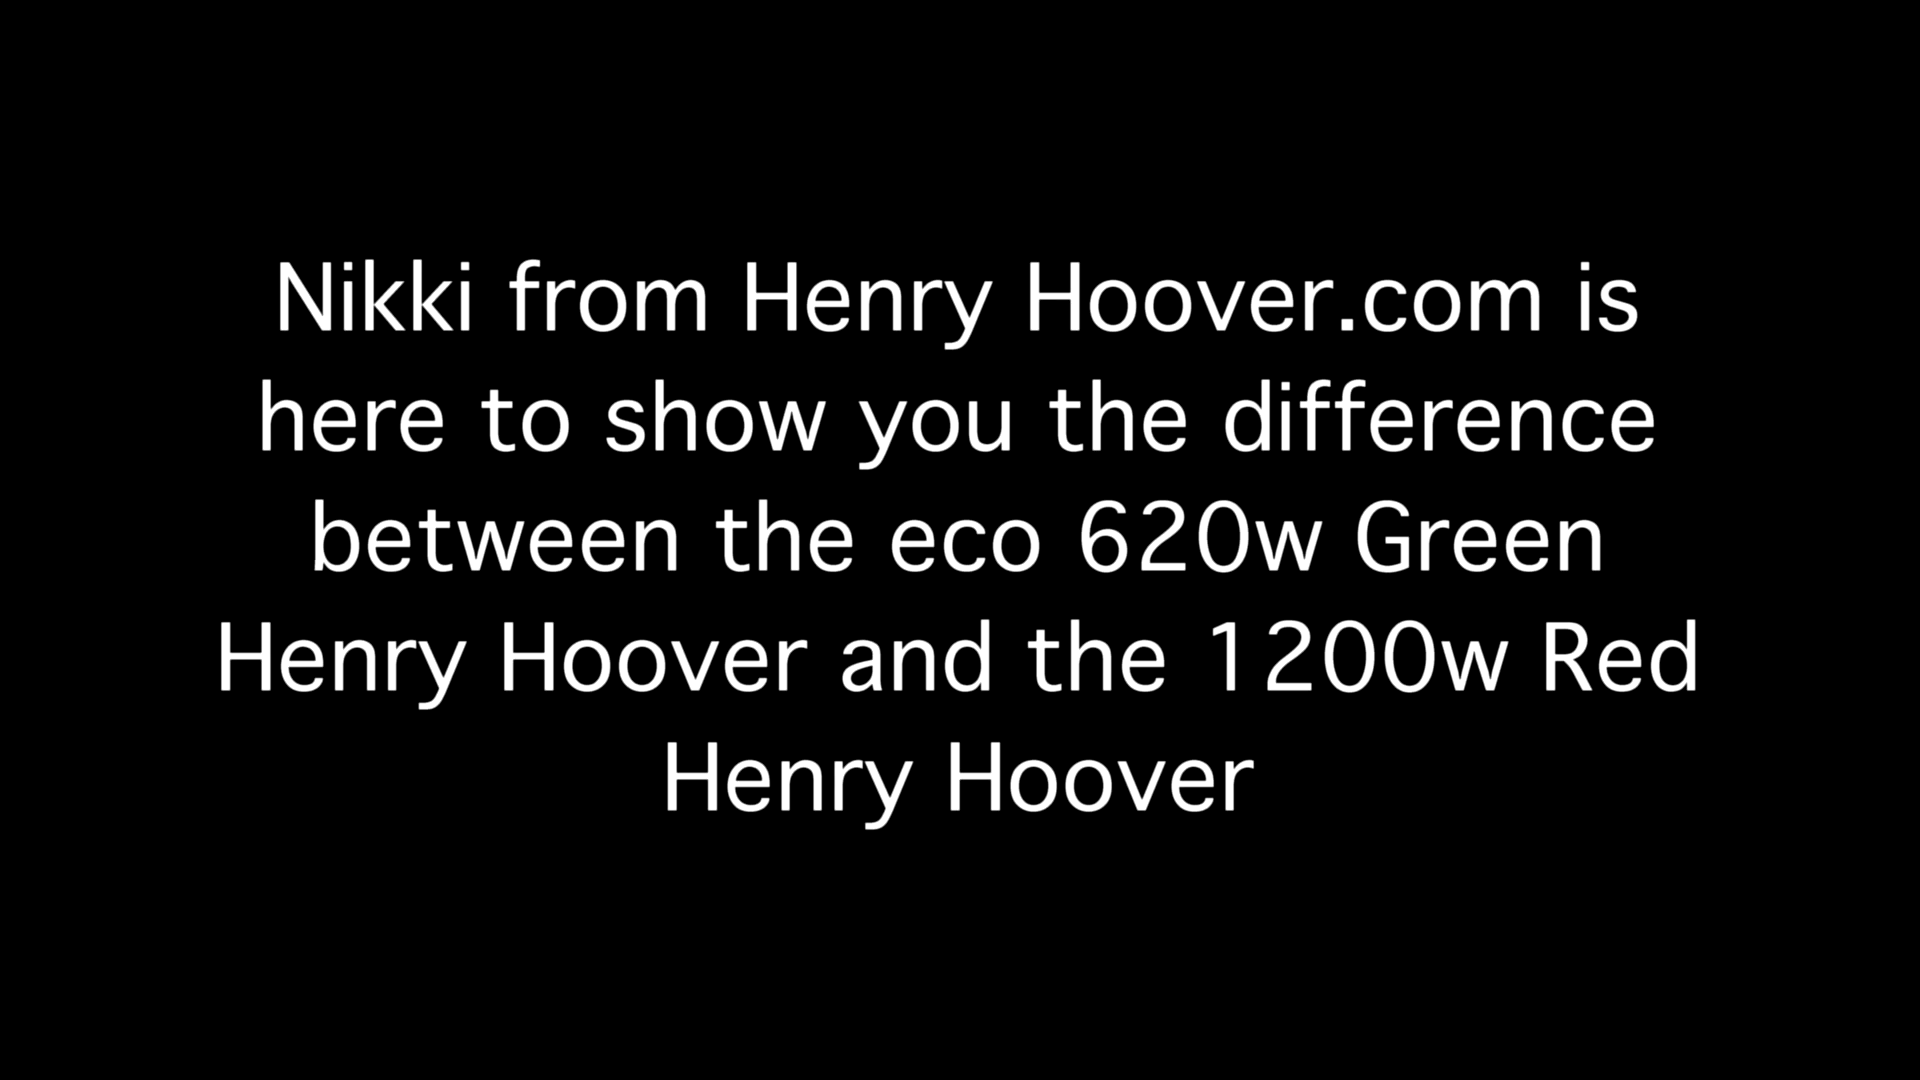 Nikki from Henry Hoover.com is
here to show you the difference
between the eco 620w Green
Henry Hoover and the 1200w Red
Henry Hoover